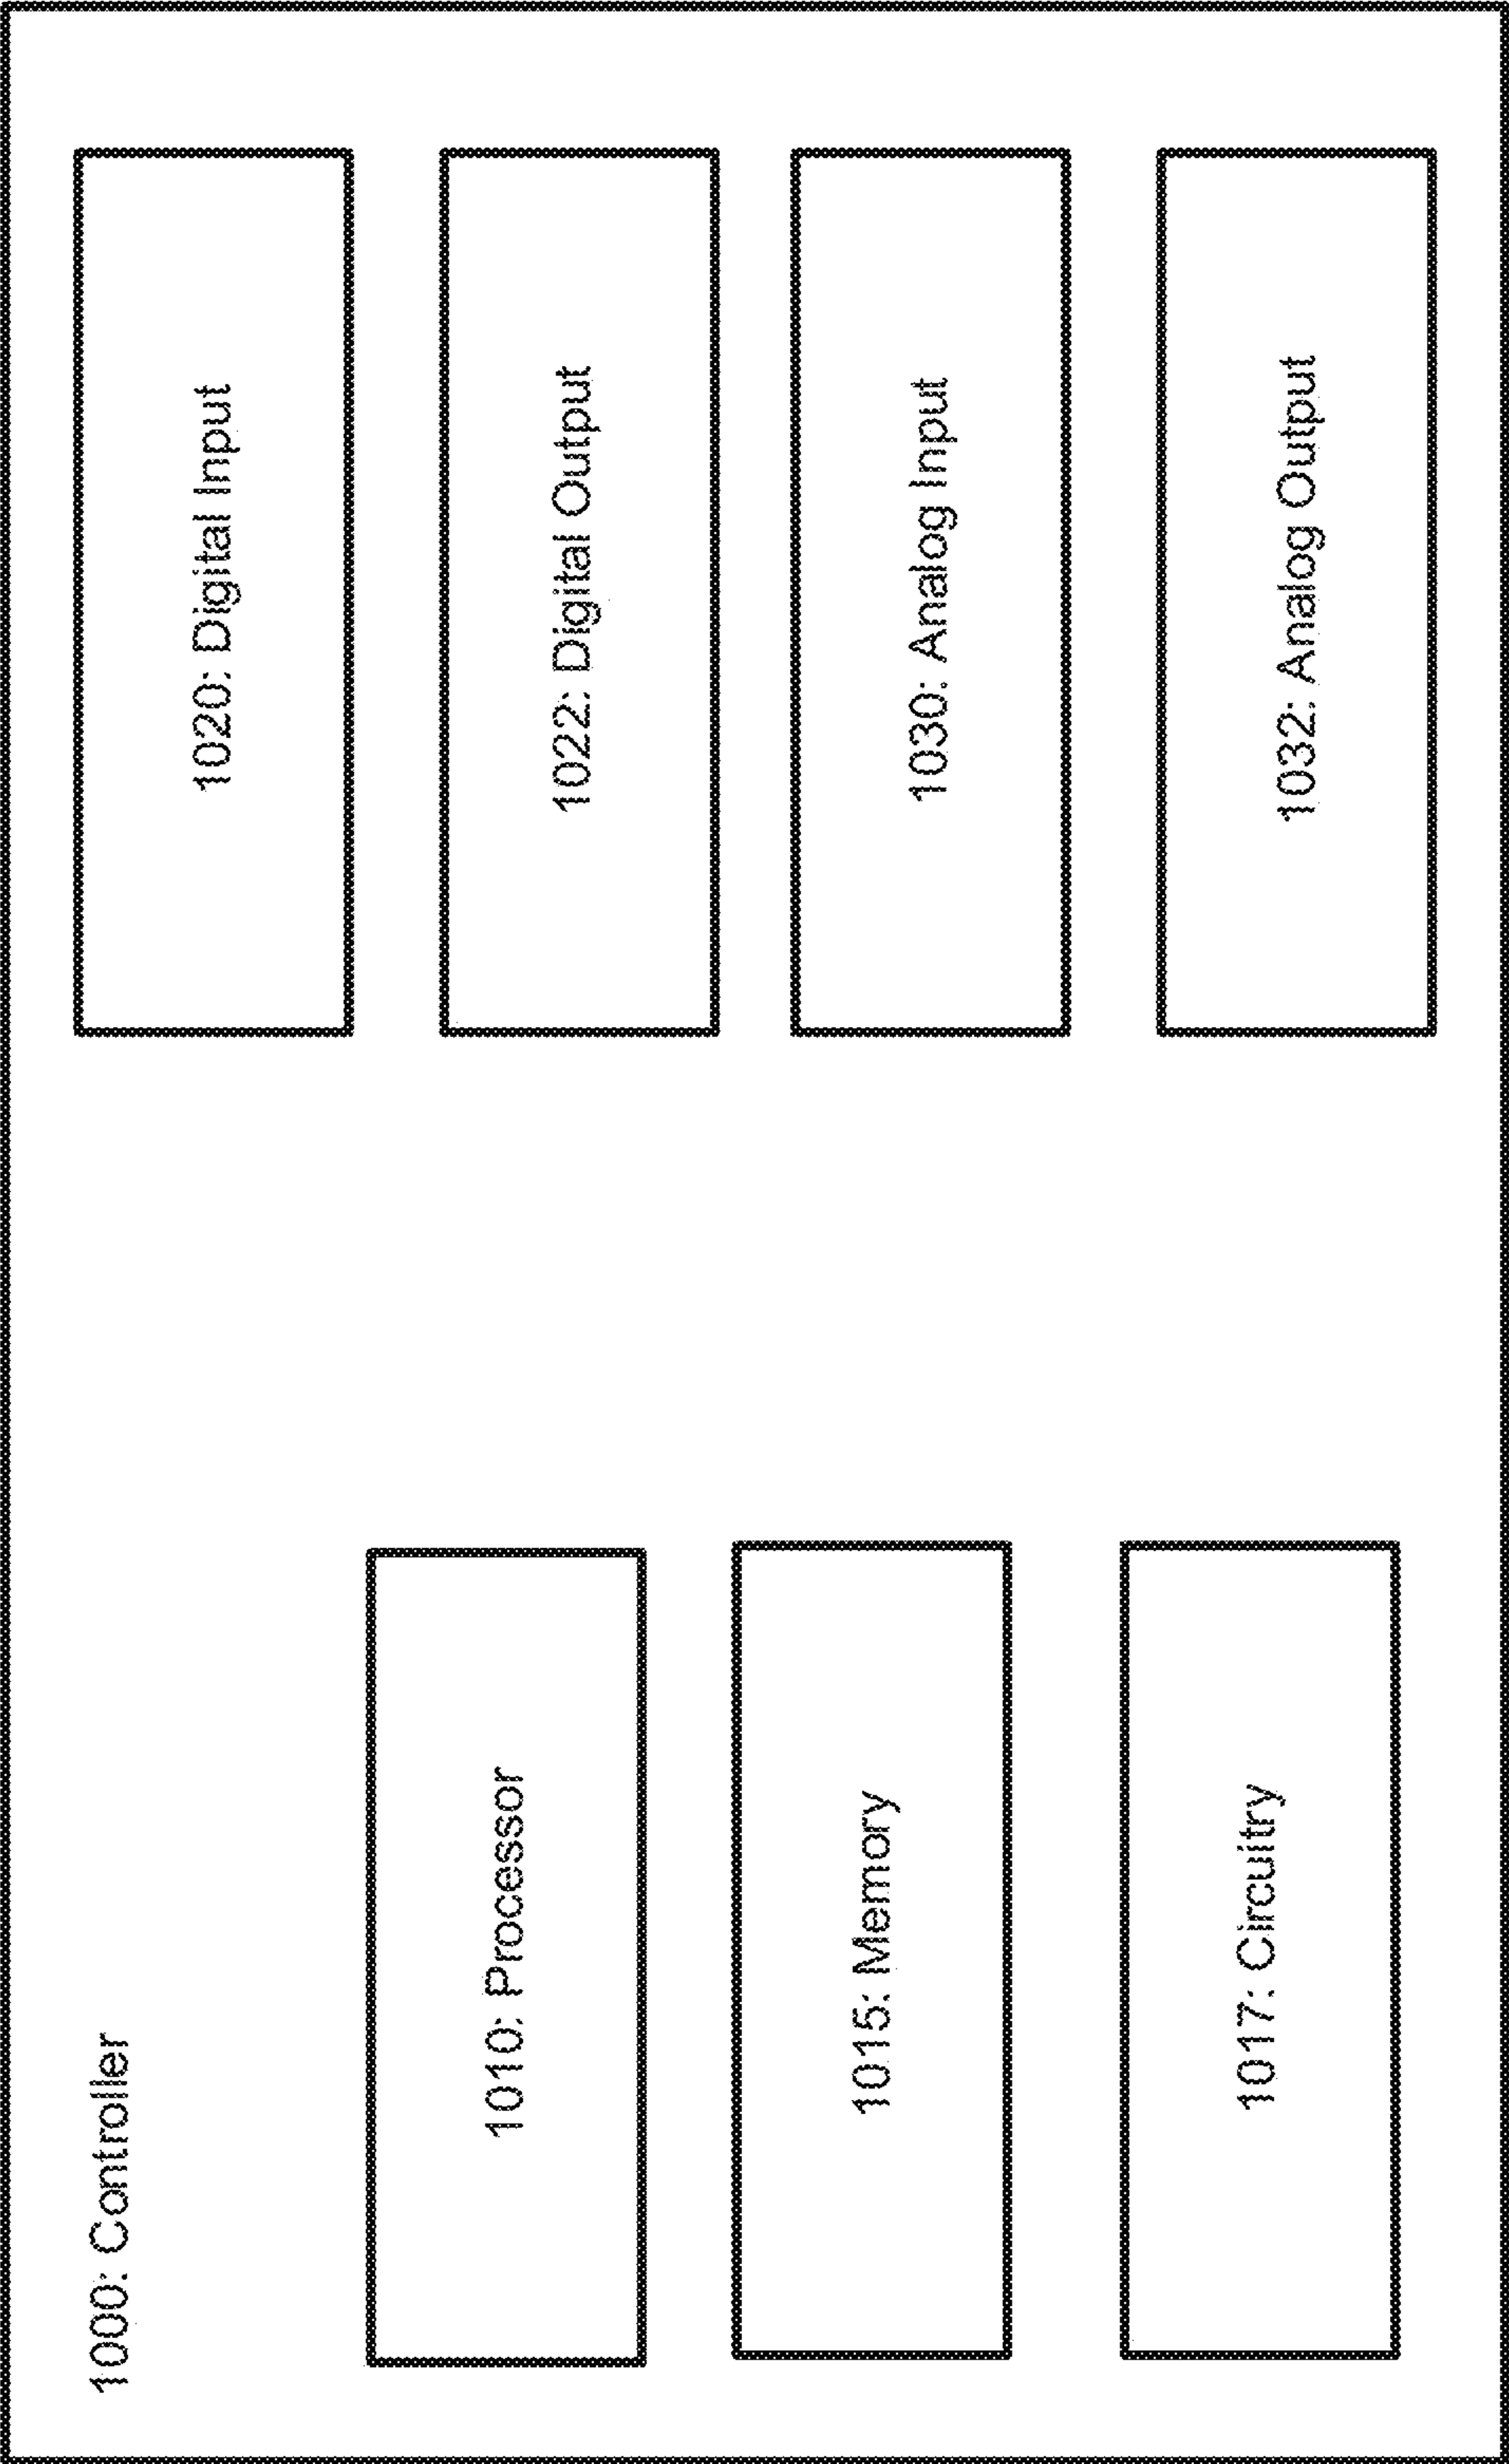 1000: Controller
1010: Processor
1015: Memory
1017: Circuitry
1020: Digital Input
1022: Digital Output
1030: Analog Input
1032: Analog Output